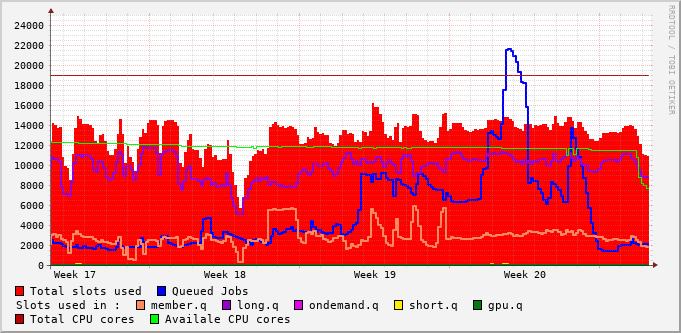 24000
22000
20000
18000
16000
14000
12000
10000
8000
6000
4000
2000
0
Week 17 Week 18 Week 19 Week 20
RRDTOOL / TOBI OETIKER
Total slots used Queued Jobs
Slots used in : member.q long.q ondemand.q short.q gpu.q
Total CPU cores Availale CPU cores